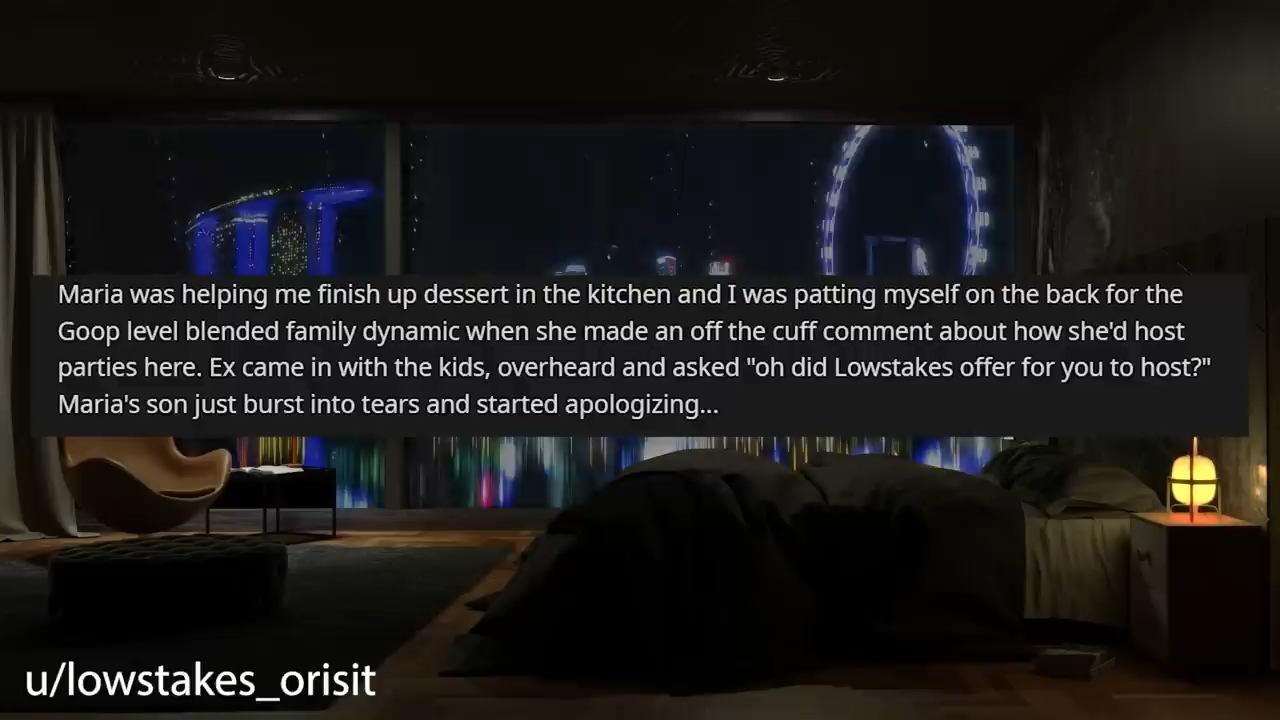 Maria was helping me finish up dessert in the kitchen and I was patting myself on the back for the
Goop level blended family dynamic when she made an off the cuff comment about how she'd host
parties here. Ex came in with the kids, overheard and asked "oh did Lowstakes offer for you to host?"
Maria's son just burst into tears and started apologizing...
u/lowstakes_orisit